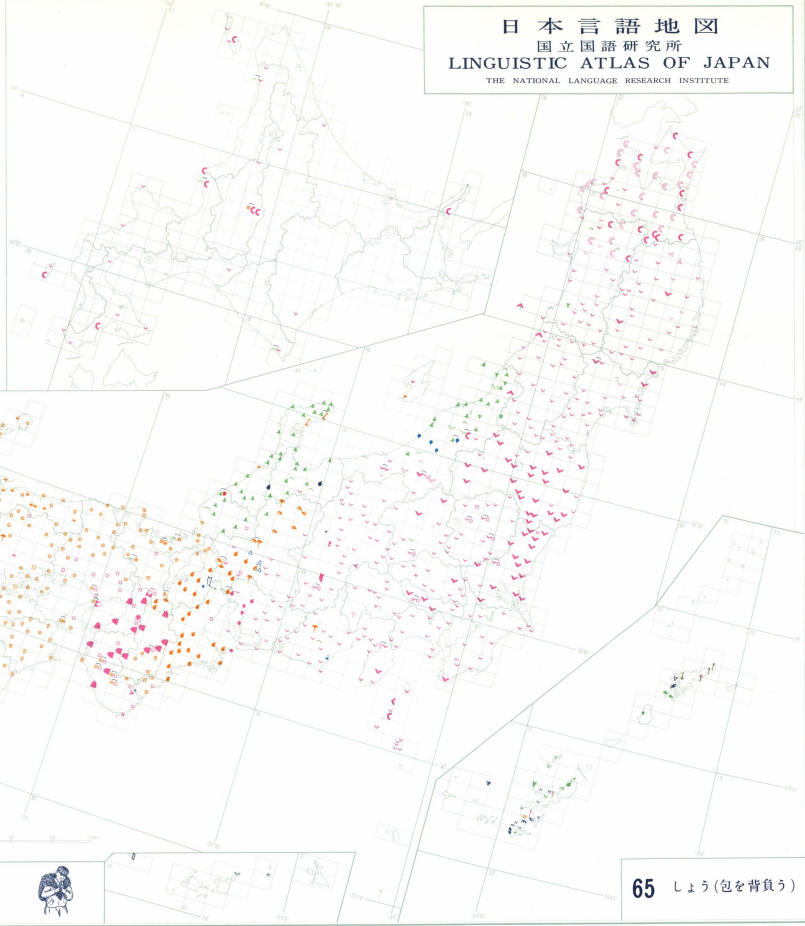 日本言語地図
国立国語研究所
LINGUISTIC ATLAS OF JAPAN
THE NATIONAL LANGUAGE RESEARCH INSTITUTE
65 しょう(包を背負う)